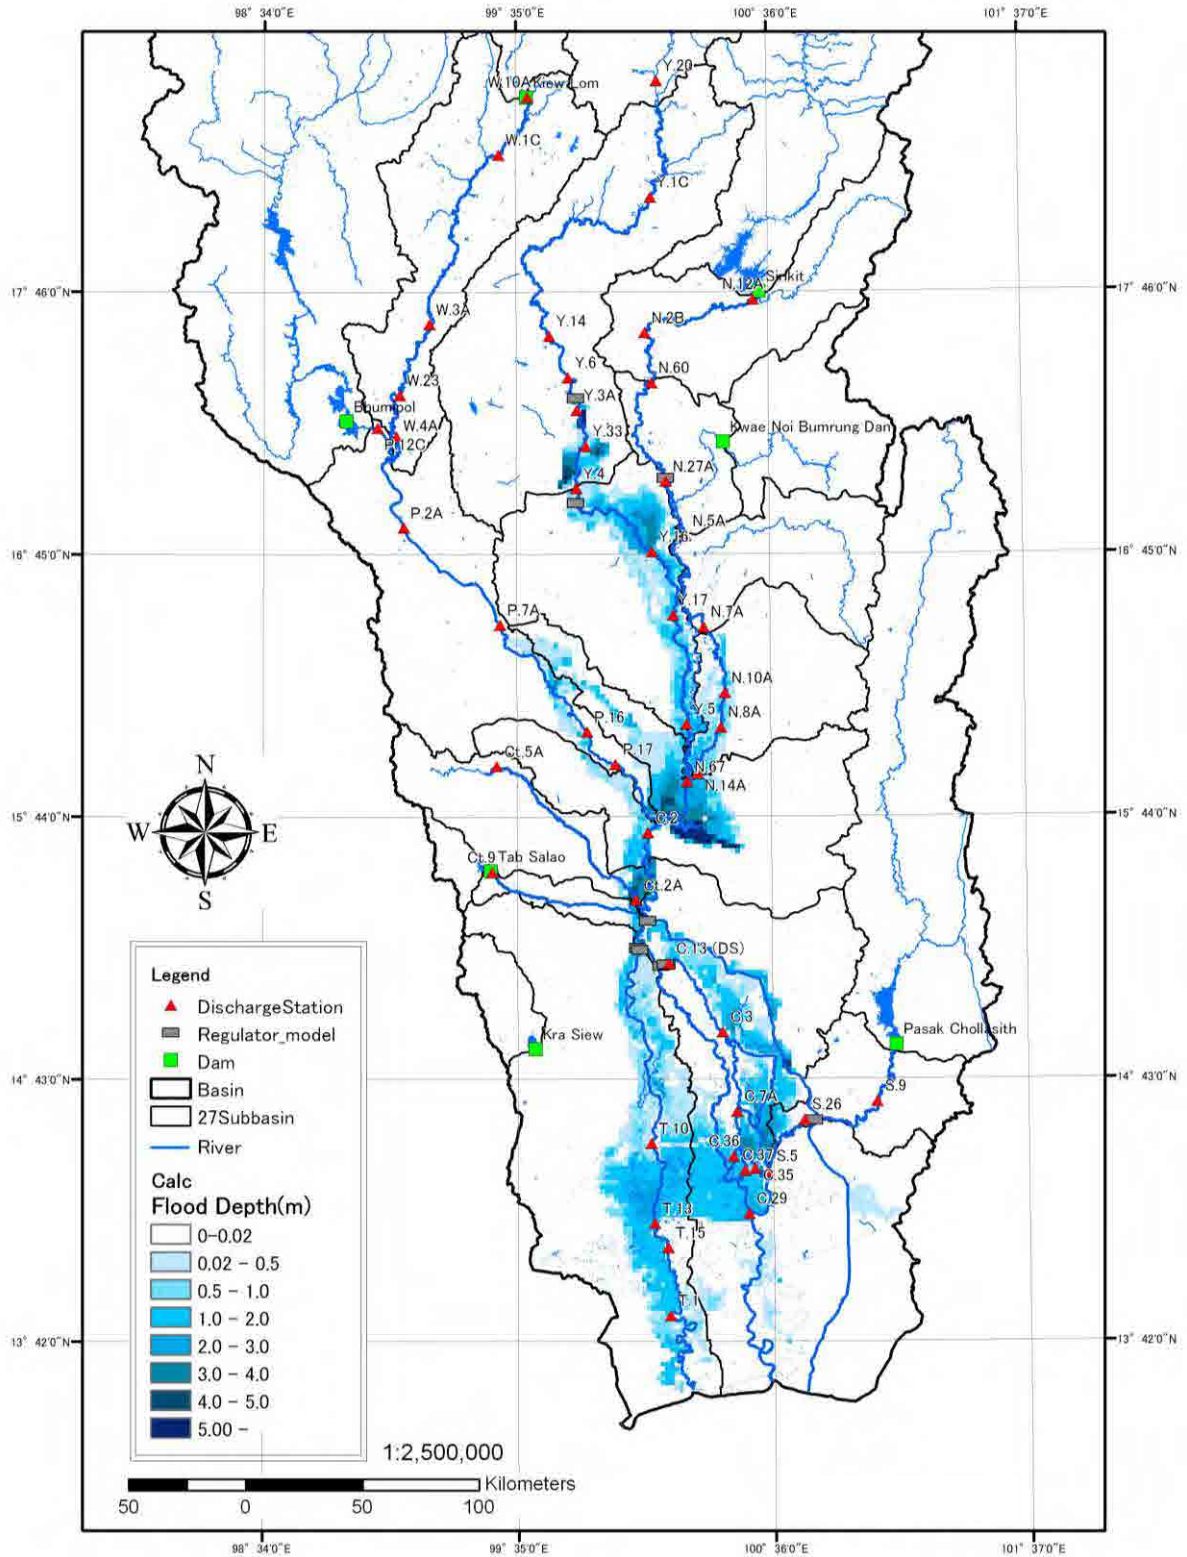 98° 34'0"E
99° 35'0"E
100° 36'0"E
101° 37'0"E
Y.20
W.10A Kiew Lom
W.1C
Y.1C
Sirikit
N.12A
17° 46'0"N
17° 46'0"N
W.3A
Y.14
N.2B
Y.6
N.60
W.23
Y.3A
Bhumipol
W.4A
Y.33
Kwae Noi Bumrung Dan
P.12C
Y.4
N.27A
P.2A
N.5A
Y.16
16° 45'0"N
16° 45'0"N
P.7A
Y.17
N.7A
N.10A
Y.5
N.8A
P.16
Ct.5A
P.17
N.67
N.14A
N
W
E
S
15° 44'0"N
15° 44'0"N
C.2
Ct.9 Tab Salao
Ct.2A
C.13 (DS)
C.3
Kra Siew
Pasak Chollasith
14° 43'0"N
14° 43'0"N
S.9
C.7A
S.26
T.10
C.36
C.37
S.5
C.35
C.29
T.13
T.15
T.1
13° 42'0"N
13° 42'0"N
Legend
DischargeStation
Regulator_model
Dam
Basin
27Subbasin
River
Calc
Flood Depth(m)
0-0.02
0.02 - 0.5
0.5 - 1.0
1.0 - 2.0
2.0 - 3.0
3.0 - 4.0
4.0 - 5.0
5.00 -
1:2,500,000
Kilometers
50
0
50
100
98° 34'0"E
99° 35'0"E
100° 36'0"E
101° 37'0"E